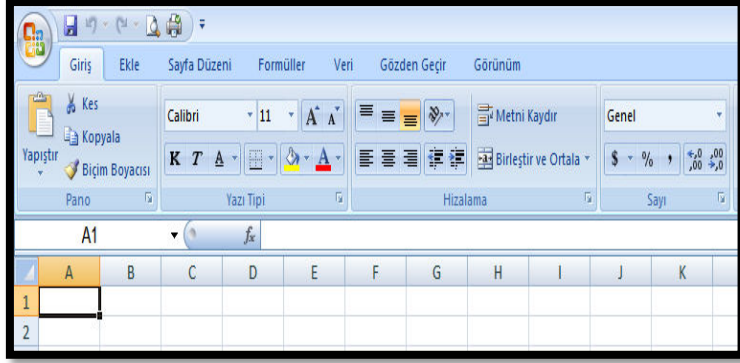 Giriş Ekle Sayfa Düzeni Formüller Veri Gözden Geçir Görünüm
Yapıştır
Kes
Kopyala
Biçim Boyacısı
Pano
Calibri 11 A A
K T A A
Yazı Tipi
Metni Kaydır
Birleştir ve Ortala
Hizalama
Genel
$ % , ,00 ,00
Sayı
A1 fx
A B C D E F G H I J K
1
2